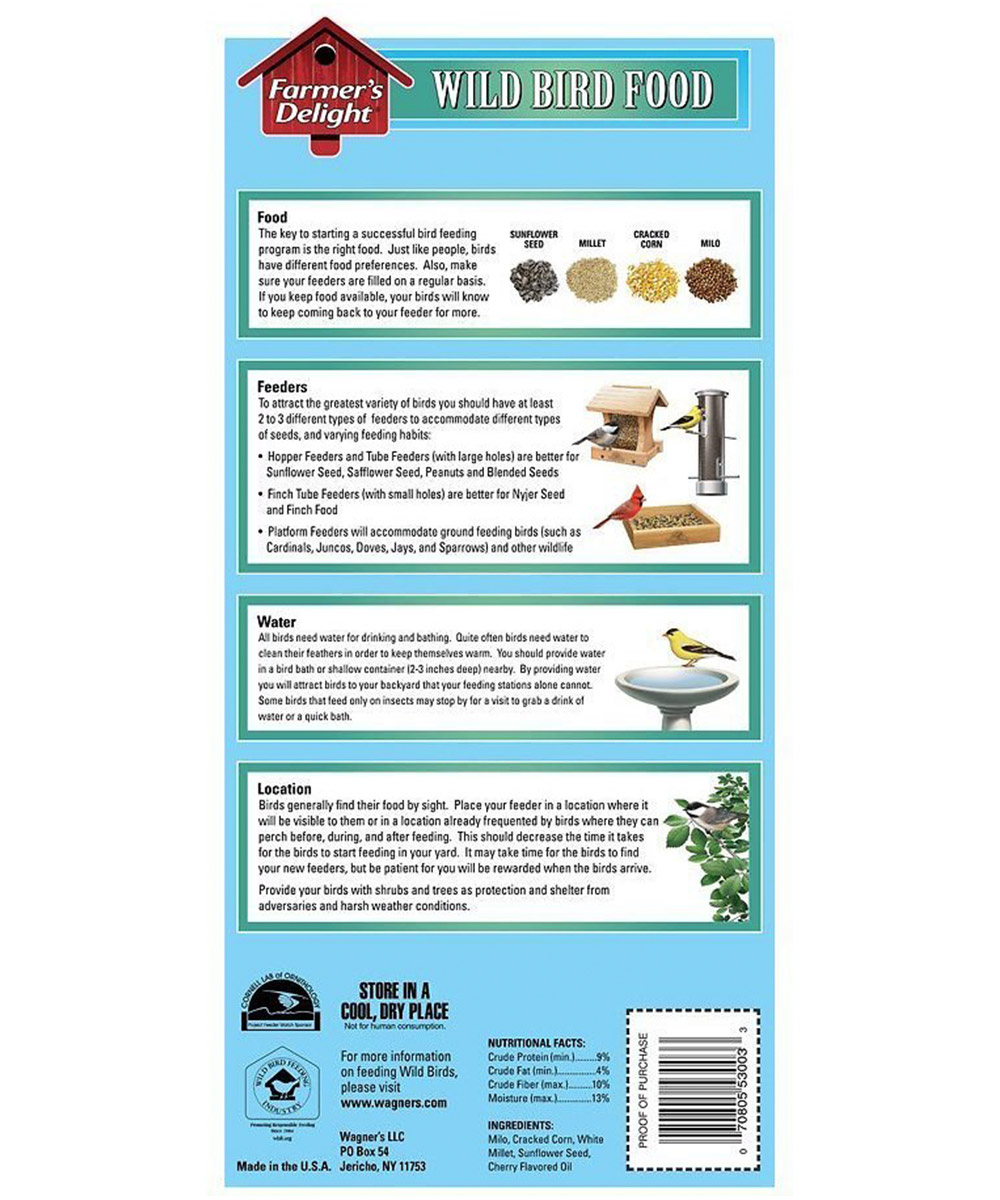 Farmer's
Delight
WILD BIRD FOOD
Food
The key to starting a successful bird feeding
program is the right food. Just like people, birds
have different food preferences. Also, make
sure your feeders are filled on a regular basis.
If you keep food available, your birds will know
to keep coming back to your feeder for more.
SUNFLOWER
SEED
MILLET
CRACKED
CORN
MILO
Feeders
To attract the greatest variety of birds you should have at least
2 to 3 different types of feeders to accommodate different types
of seeds, and varying feeding habits:
• Hopper Feeders and Tube Feeders (with large holes) are better for
Sunflower Seed, Safflower Seed, Peanuts and Blended Seeds
• Finch Tube Feeders (with small holes) are better for Nyjer Seed
and Finch Food
• Platform Feeders will accommodate ground feeding birds (such as
Cardinals, Juncos, Doves, Jays, and Sparrows) and other wildlife
Water
All birds need water for drinking and bathing. Quite often birds need water to
clean their feathers in order to keep themselves warm. You should provide water
in a bird bath or shallow container (2-3 inches deep) nearby. By providing water
you will attract birds to your backyard that your feeding stations alone cannot.
Some birds that feed only on insects may stop by for a visit to grab a drink of
water or a quick bath.
Location
Birds generally find their food by sight. Place your feeder in a location where it
will be visible to them or in a location already frequented by birds where they can
perch before, during, and after feeding. This should decrease the time it takes
for the birds to start feeding in your yard. It may take time for the birds to find
your new feeders, but be patient for you will be rewarded when the birds arrive.
Provide your birds with shrubs and trees as protection and shelter from
adversaries and harsh weather conditions.
CORNELL LAB of ORNITHOLOGY
Project Feeder Watch Sponsor
WILD BIRD FEEDING
INDUSTRY
Promoting Responsible Feeding
Since 1984
wbfi.org
Made in the U.S.A.
STORE IN A
COOL, DRY PLACE
Not for human consumption.
For more information
on feeding Wild Birds,
please visit
www.wagners.com
Wagner's LLC
PO Box 54
Jericho, NY 11753
NUTRITIONAL FACTS:
Crude Protein (min.).........9%
Crude Fat (min.)................4%
Crude Fiber (max.)..........10%
Moisture (max.)..............13%
INGREDIENTS:
Milo, Cracked Corn, White
Millet, Sunflower Seed,
Cherry Flavored Oil
PROOF OF PURCHASE
0 70805 53003 3